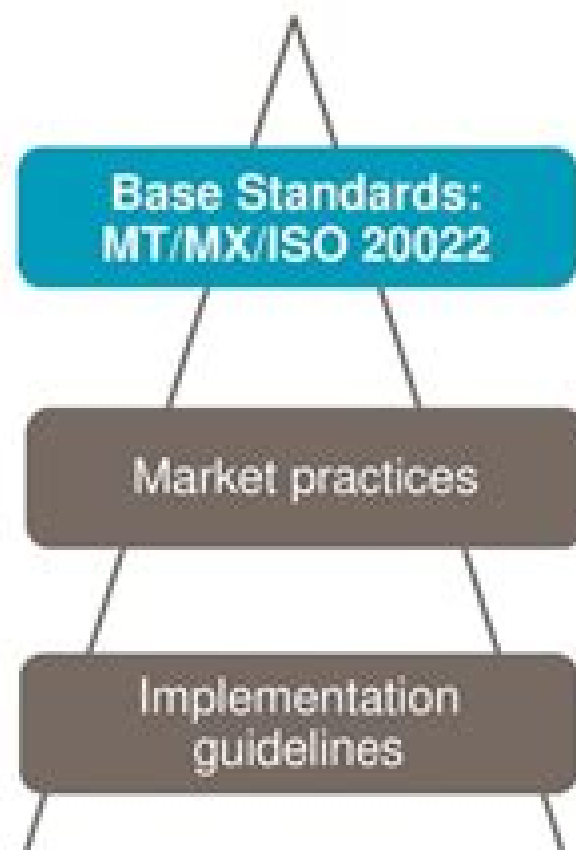 Base Standards:
MT/MX/ISO 20022
Market practices
Implementation
guidelines